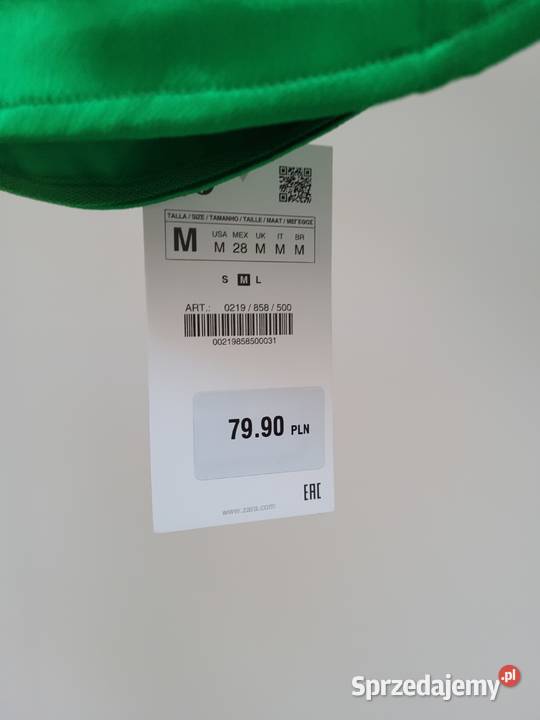 TALLA / SIZE / TAMANHO / TAILLE / MAAT / ΜΕΓΕΘΟΣ
M
USA MEX UK IT BR
M 28 M M M
S M L
ART.: 0219 / 858 / 500
00219858500031
79.90 PLN
EAC
www.zara.com
Sprzedajemy.pl